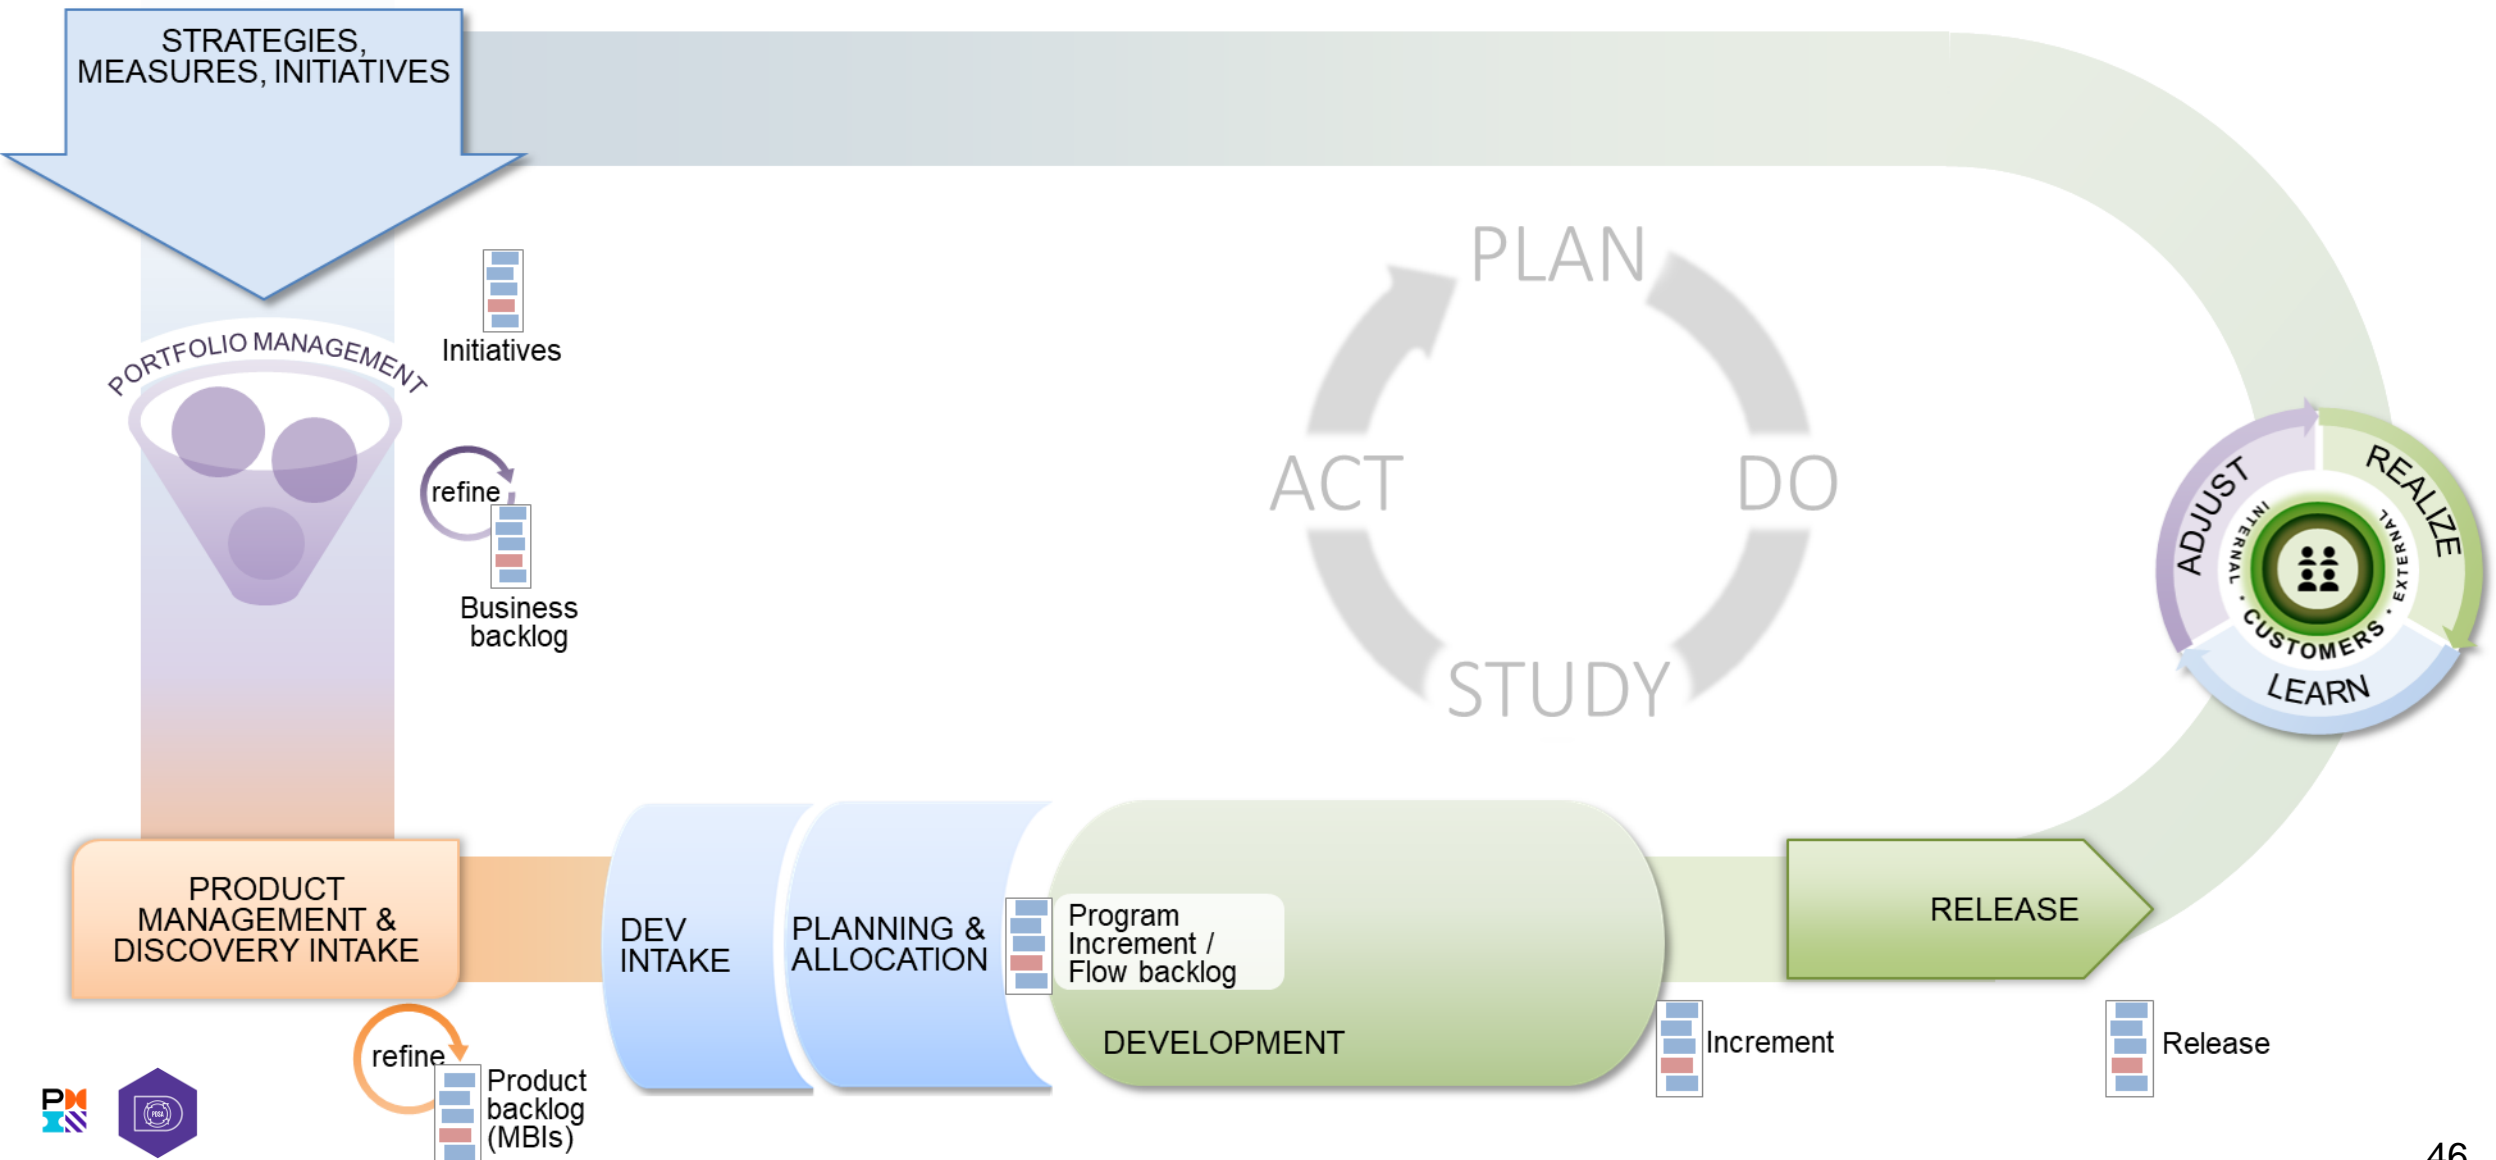 STRATEGIES,
MEASURES, INITIATIVES
PORTFOLIO MANAGEMENT
Initiatives
refine
Business
backlog
PLAN
DO
STUDY
ACT
ADJUST
REALIZE
LEARN
INTERNAL • CUSTOMERS • EXTERNAL
PRODUCT
MANAGEMENT &
DISCOVERY INTAKE
refine
Product
backlog
(MBIs)
DEV
INTAKE
PLANNING &
ALLOCATION
Program
Increment /
Flow backlog
DEVELOPMENT
Increment
RELEASE
Release
PDSA
46